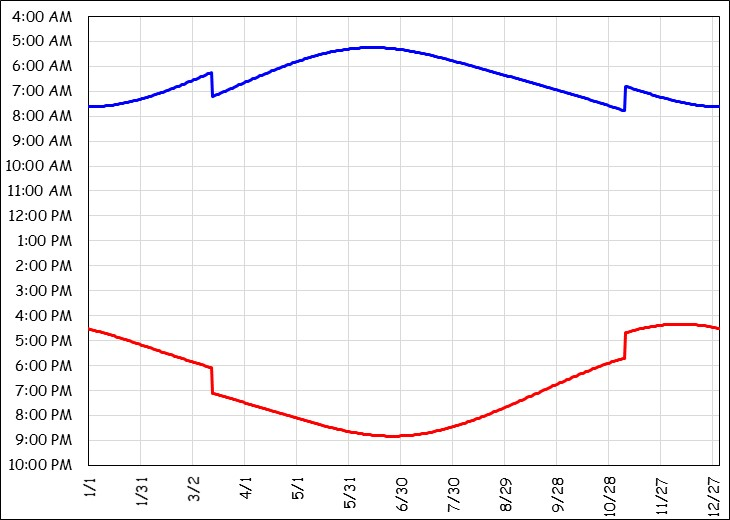 4:00 AM
5:00 AM
6:00 AM
7:00 AM
8:00 AM
9:00 AM
10:00 AM
11:00 AM
12:00 PM
1:00 PM
2:00 PM
3:00 PM
4:00 PM
5:00 PM
6:00 PM
7:00 PM
8:00 PM
9:00 PM
10:00 PM
1/1
1/31
3/2
4/1
5/1
5/31
6/30
7/30
8/29
9/28
10/28
11/27
12/27